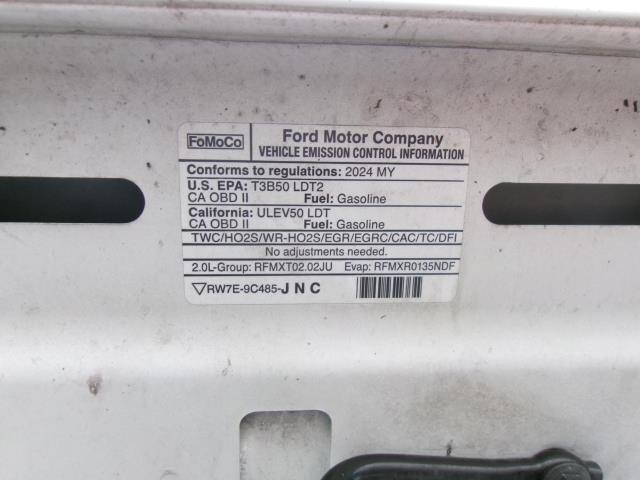 FoMoCo
Ford Motor Company
VEHICLE EMISSION CONTROL INFORMATION
Conforms to regulations: 2024 MY
U.S. EPA: T3B50 LDT2
CA OBD II Fuel: Gasoline
California: ULEV50 LDT
CA OBD II Fuel: Gasoline
TWC/HO2S/WR-HO2S/EGR/EGRC/CAC/TC/DFI
No adjustments needed.
2.0L-Group: RFMXT02.02JU Evap: RFMXR0135NDF
RW7E-9C485-J N C